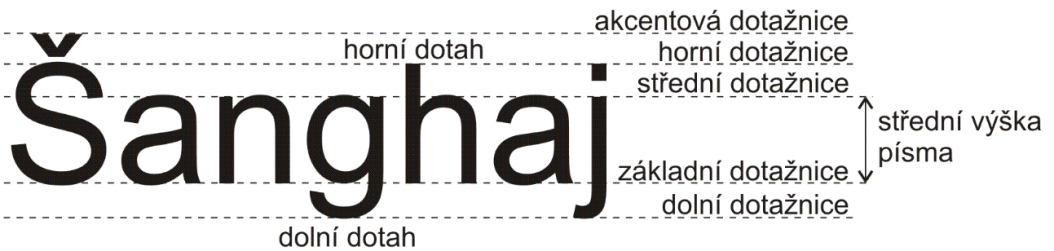 akcentová dotažnice
horní dotah
horní dotažnice
střední dotažnice
Šanghaj
střední výška
písma
základní dotažnice
dolní dotažnice
dolní dotah